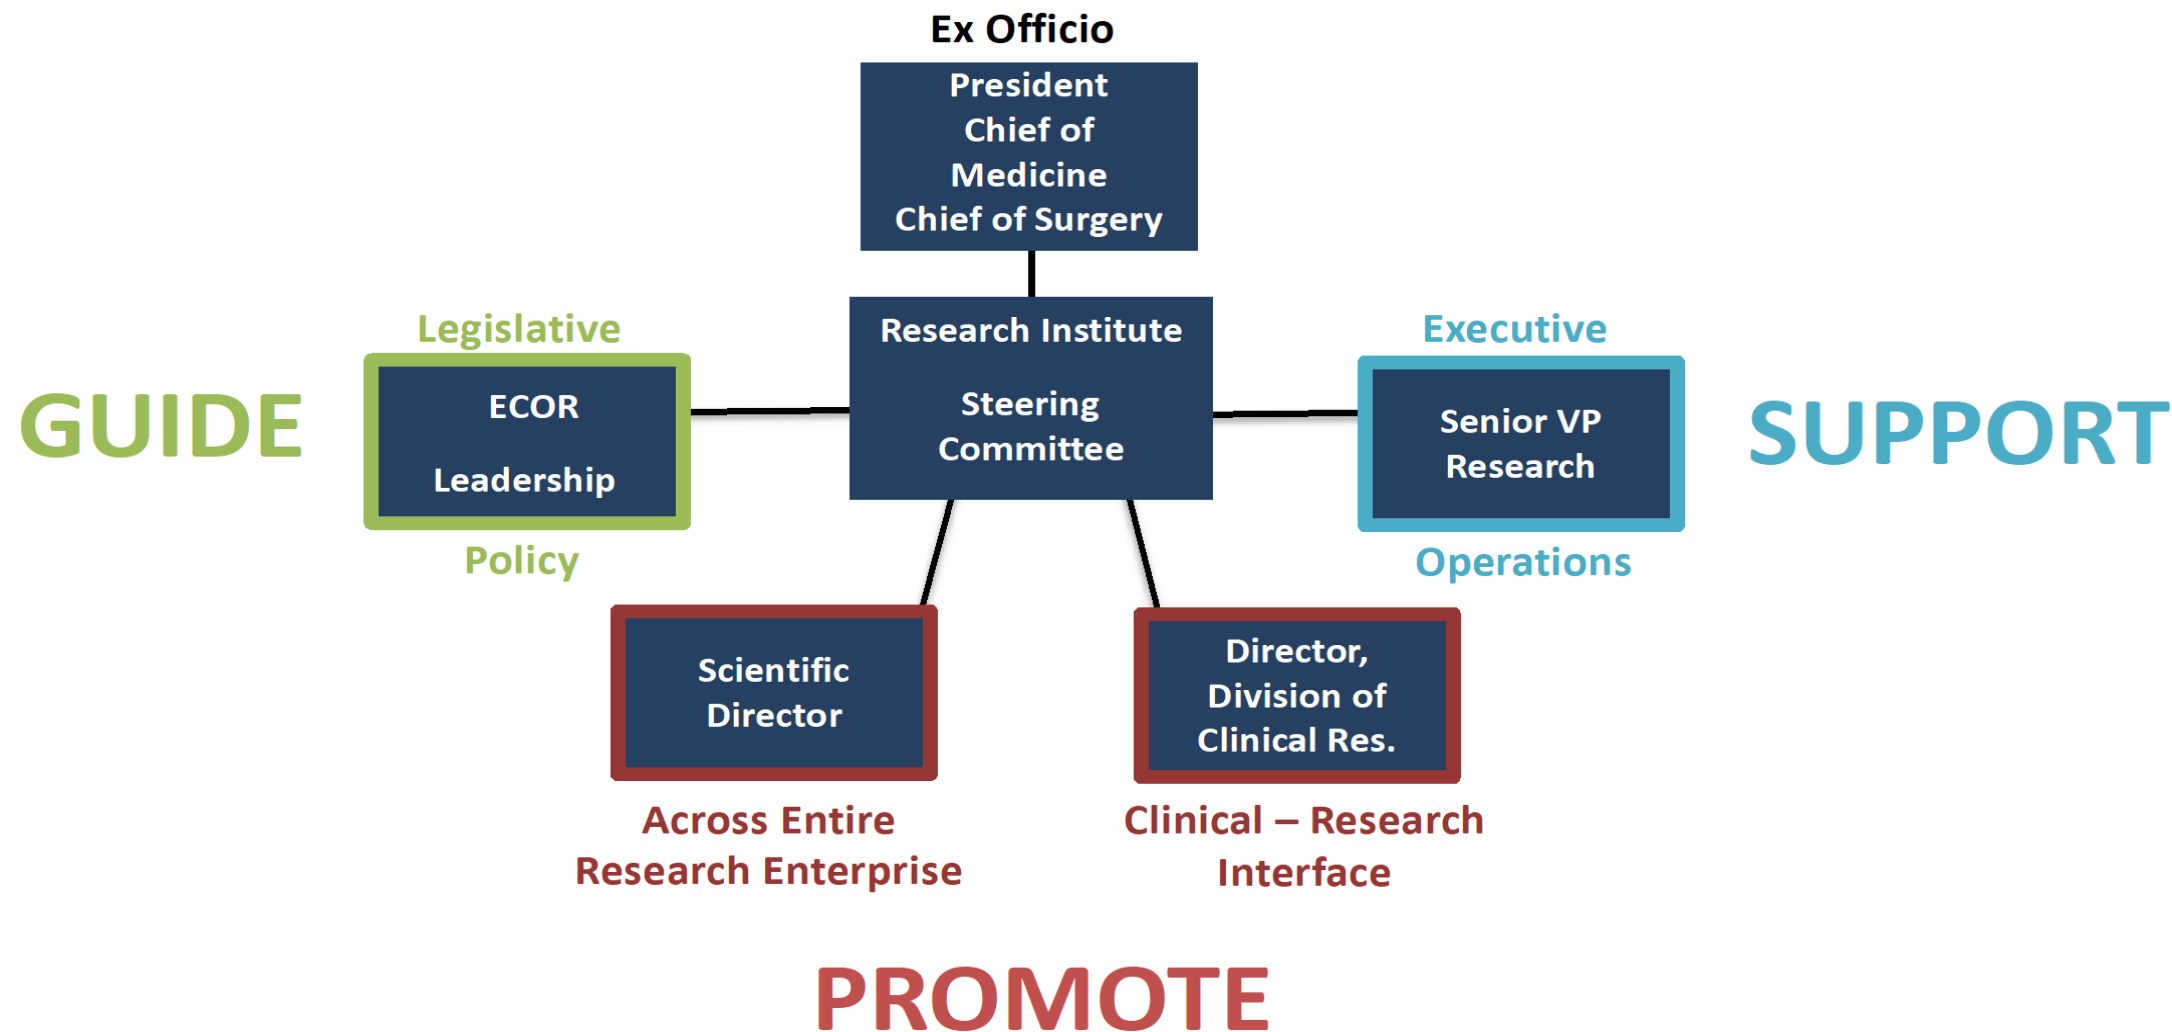 Ex Officio
President
Chief of
Medicine
Chief of Surgery
Research Institute
Steering
Committee
Legislative
GUIDE
ECOR
Leadership
Policy
Executive
Senior VP
Research
SUPPORT
Operations
Scientific
Director
Across Entire
Research Enterprise
Director,
Division of
Clinical Res.
Clinical – Research
Interface
PROMOTE